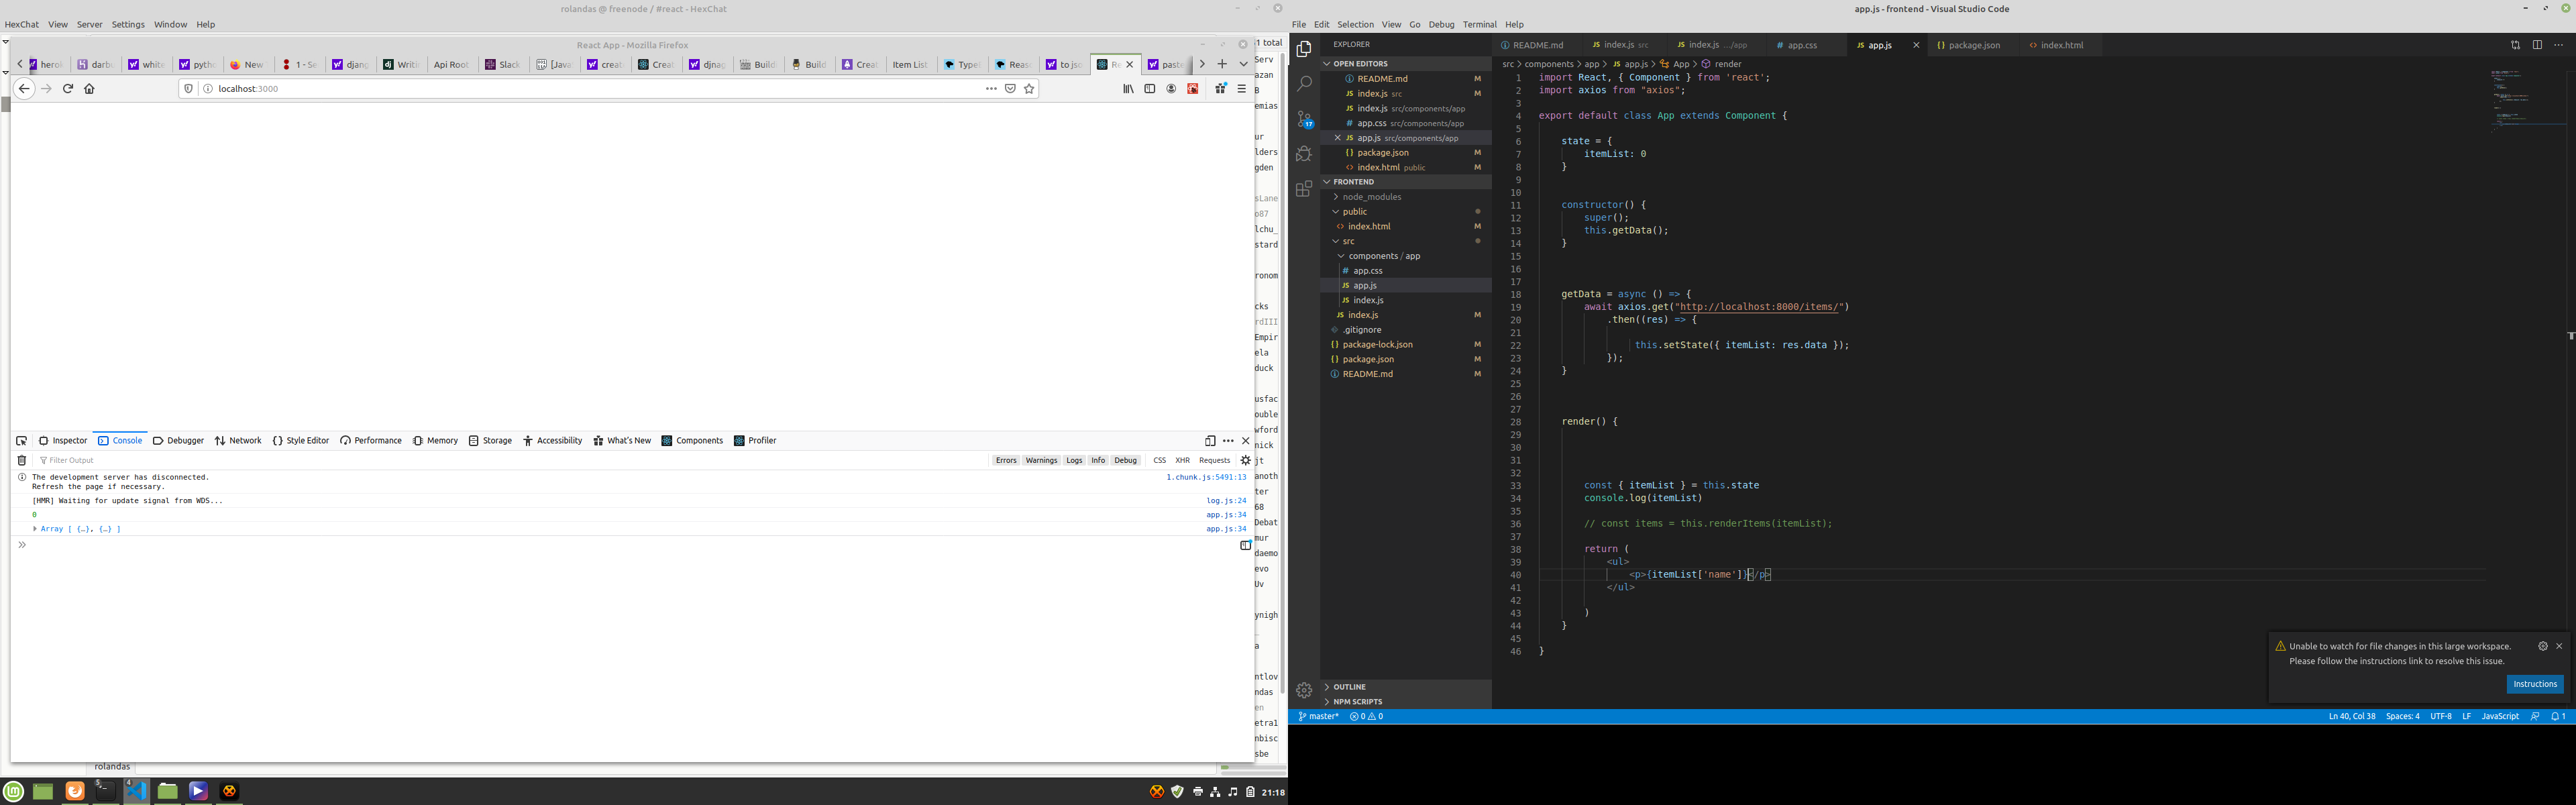 rolandas @ freenode / #react - HexChat
HexChat View Server Settings Window Help
1 total
React App - Mozilla Firefox
herok darbu white pytho New 1 - Se djang Writi Api Root Slack [Java creat Creat djnag Build Build Creat Item List Typel Reaso to jso Re paste
localhost:3000
Inspector Console Debugger Network Style Editor Performance Memory Storage Accessibility What's New Components Profiler
Filter Output
Errors Warnings Logs Info Debug CSS XHR Requests
The development server has disconnected.
Refresh the page if necessary.
1.chunk.js:5491:13
[HMR] Waiting for update signal from WDS...
log.js:24
0
app.js:34
Array [ {…}, {…} ]
app.js:34
Serv
azan
B
emias
ur
lders
gden
sLane
o87
lchu_
stard
ronom
cks
rdIII
Empir
ela
duck
usfac
ouble
wford
nick
jt
anoth
ter
68
Debat
mur
daemo
evo
Uv
ynigh
a
ntlov
ndas
en
etra1
nbisc
sbe
rolandas
5
4
21:18
app.js - frontend - Visual Studio Code
File Edit Selection View Go Debug Terminal Help
EXPLORER
17
OPEN EDITORS
README.md M
index.js src M
index.js src/components/app
app.css src/components/app
app.js src/components/app
package.json M
index.html public M
FRONTEND
node_modules
public
index.html M
src
components / app
app.css
app.js
index.js
index.js M
.gitignore
package-lock.json M
package.json M
README.md M
OUTLINE
NPM SCRIPTS
README.md index.js src index.js .../app app.css app.js package.json index.html
src > components > app > app.js > App > render
1 import React, { Component } from 'react';
2 import axios from "axios";
3
4 export default class App extends Component {
5
6 state = {
7 itemList: 0
8 }
9
10
11 constructor() {
12 super();
13 this.getData();
14 }
15
16
17
18 getData = async () => {
19 await axios.get("http://localhost:8000/items/")
20 .then((res) => {
21
22 this.setState({ itemList: res.data });
23 });
24 }
25
26
27
28 render() {
29
30
31
32
33 const { itemList } = this.state
34 console.log(itemList)
35
36 // const items = this.renderItems(itemList);
37
38 return (
39 <ul>
40 <p>{itemList['name']}</p>
41 </ul>
42
43 )
44 }
45
46 }
Unable to watch for file changes in this large workspace.
Please follow the instructions link to resolve this issue.
Instructions
master* 0 0
Ln 40, Col 38 Spaces: 4 UTF-8 LF JavaScript 1